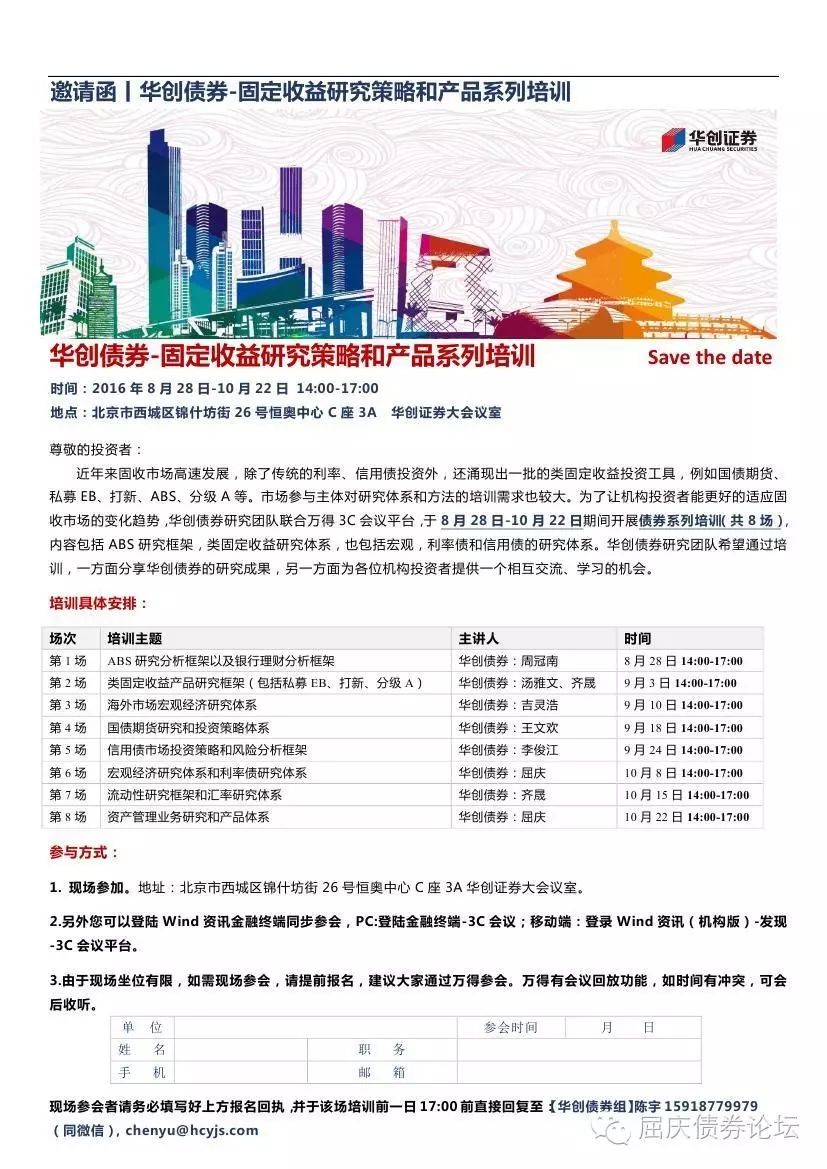 邀请函丨华创债券-固定收益研究策略和产品系列培训
华创证券
HUA CHUANG SECURITIES
华创债券-固定收益研究策略和产品系列培训 Save the date
时间：2016 年 8 月 28 日-10 月 22 日 14:00-17:00
地点：北京市西城区锦什坊街 26 号恒奥中心 C 座 3A 华创证券大会议室
尊敬的投资者：
近年来固收市场高速发展，除了传统的利率、信用债投资外，还涌现出一批的类固定收益投资工具，例如国债期货、
私募 EB、打新、ABS、分级 A 等。市场参与主体对研究体系和方法的培训需求也较大。为了让机构投资者能更好的适应固
收市场的变化趋势，华创债券研究团队联合万得 3C 会议平台，于 8 月 28 日-10 月 22 日期间开展债券系列培训（共 8 场），
内容包括 ABS 研究框架，类固定收益研究体系，也包括宏观，利率债和信用债的研究体系。华创债券研究团队希望通过培
训，一方面分享华创债券的研究成果，另一方面为各位机构投资者提供一个相互交流、学习的机会。
培训具体安排：
场次 培训主题 主讲人 时间
第 1 场 ABS 研究分析框架以及银行理财分析框架 华创债券：周冠南 8 月 28 日 14:00-17:00
第 2 场 类固定收益产品研究框架（包括私募 EB、打新、分级 A） 华创债券：汤雅文、齐晟 9 月 3 日 14:00-17:00
第 3 场 海外市场宏观经济研究体系 华创债券：吉灵浩 9 月 10 日 14:00-17:00
第 4 场 国债期货研究和投资策略体系 华创债券：王文欢 9 月 18 日 14:00-17:00
第 5 场 信用债市场投资策略和风险分析框架 华创债券：李俊江 9 月 24 日 14:00-17:00
第 6 场 宏观经济研究体系和利率债研究体系 华创债券：屈庆 10 月 8 日 14:00-17:00
第 7 场 流动性研究框架和汇率研究体系 华创债券：齐晟 10 月 15 日 14:00-17:00
第 8 场 资产管理业务研究和产品体系 华创债券：屈庆 10 月 22 日 14:00-17:00
参与方式：
1. 现场参加。地址：北京市西城区锦什坊街 26 号恒奥中心 C 座 3A 华创证券大会议室。
2.另外您可以登陆 Wind 资讯金融终端同步参会，PC:登陆金融终端-3C 会议；移动端：登录 Wind 资讯（机构版）-发现
-3C 会议平台。
3.由于现场坐位有限，如需现场参会，请提前报名，建议大家通过万得参会。万得有会议回放功能，如时间有冲突，可会
后收听。
单 位 参会时间 月 日
姓 名 职 务
手 机 邮 箱
现场参会者请务必填写好上方报名回执，并于该场培训前一日 17:00 前直接回复至：【华创债券组】陈宇 15918779979
（同微信），chenyu@hcyjs.com
屈庆债券论坛